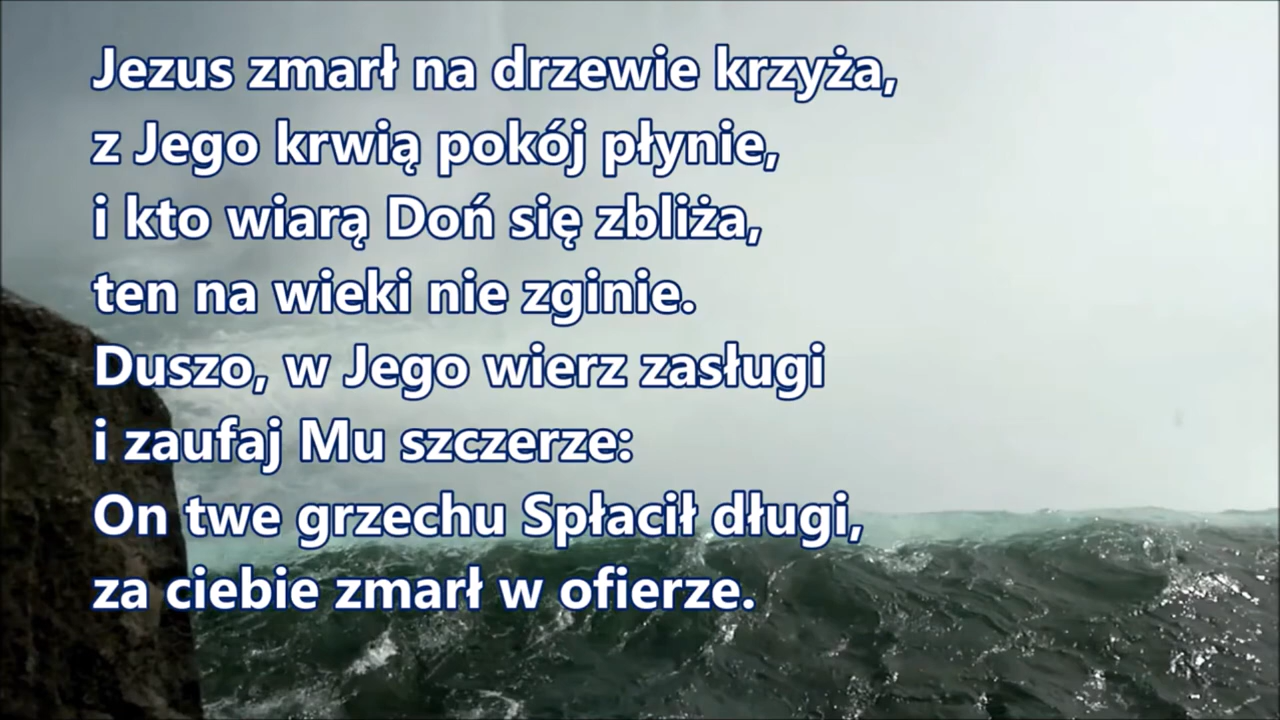 Jezus zmarł na drzewie krzyża,
z Jego krwią pokój płynie,
i kto wiarą Doń się zbliża,
ten na wieki nie zginie.
Duszo, w Jego wierz zasługi
i zaufaj Mu szczerze:
On twe grzechu Spłacił długi,
za ciebie zmarł w ofierze.